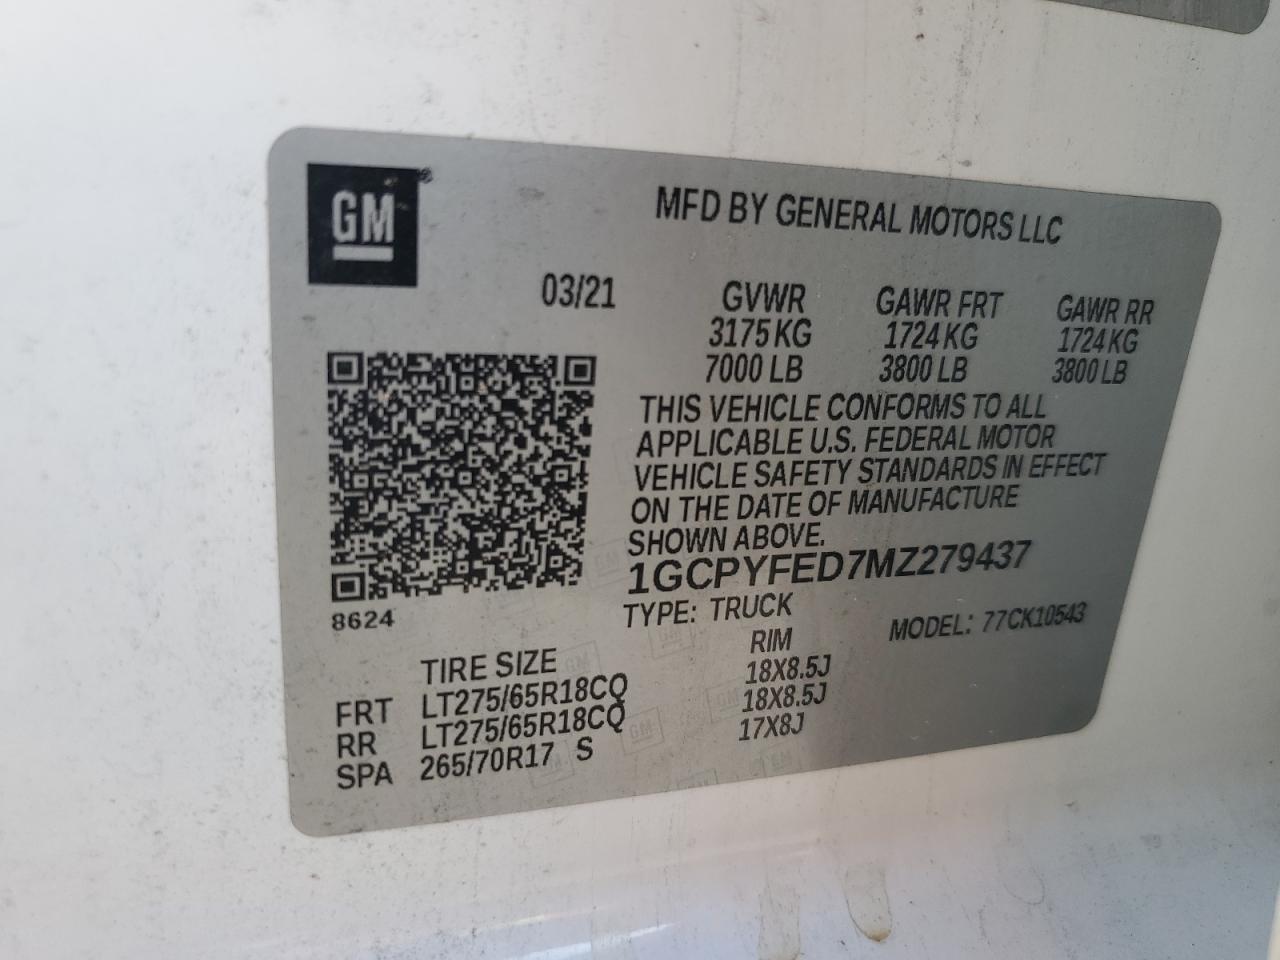 GM®
MFD BY GENERAL MOTORS LLC
03/21
GVWR GAWR FRT GAWR RR
3175 KG 1724 KG 1724 KG
7000 LB 3800 LB 3800 LB
THIS VEHICLE CONFORMS TO ALL
APPLICABLE U.S. FEDERAL MOTOR
VEHICLE SAFETY STANDARDS IN EFFECT
ON THE DATE OF MANUFACTURE
SHOWN ABOVE.
1GCPYFED7MZ279437
8624
TYPE: TRUCK MODEL: 77CK10543
TIRE SIZE RIM
FRT LT275/65R18CQ 18X8.5J
RR LT275/65R18CQ 18X8.5J
SPA 265/70R17 S 17X8J